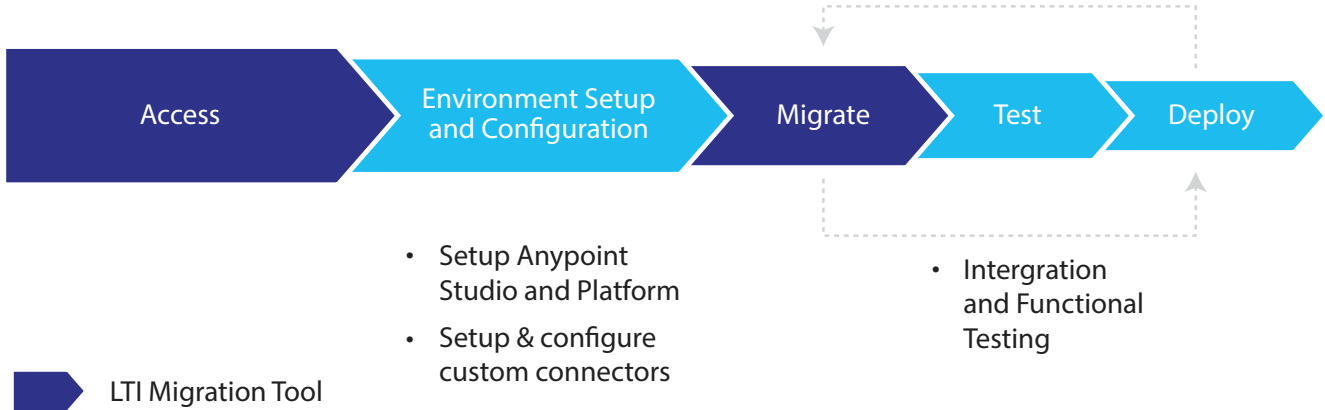 Access
Environment Setup
and Configuration
Migrate
Test
Deploy
• Setup Anypoint
Studio and Platform
• Setup & configure
custom connectors
• Intergration
and Functional
Testing
LTI Migration Tool